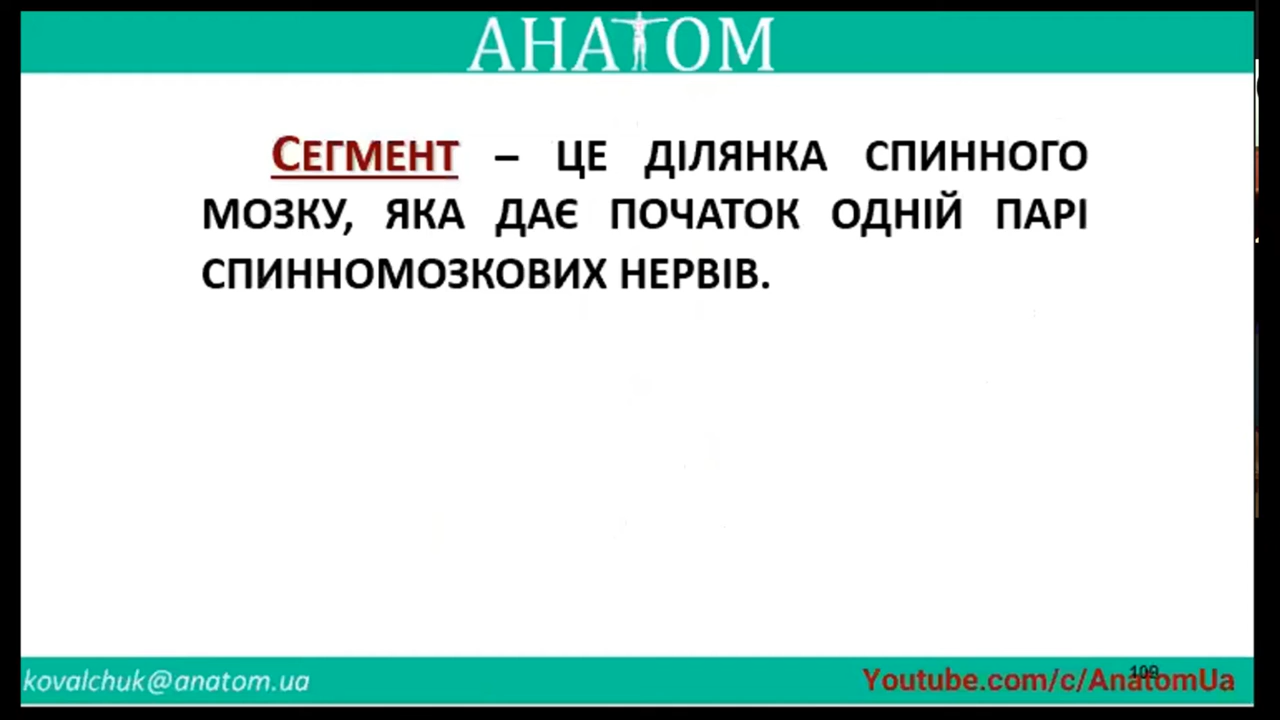 АНАТОМ
СЕГМЕНТ – ЦЕ ДІЛЯНКА СПИННОГО
МОЗКУ, ЯКА ДАЄ ПОЧАТОК ОДНІЙ ПАРІ
СПИННОМОЗКОВИХ НЕРВІВ.
kovalchuk@anatom.ua
109
Youtube.com/c/AnatomUa